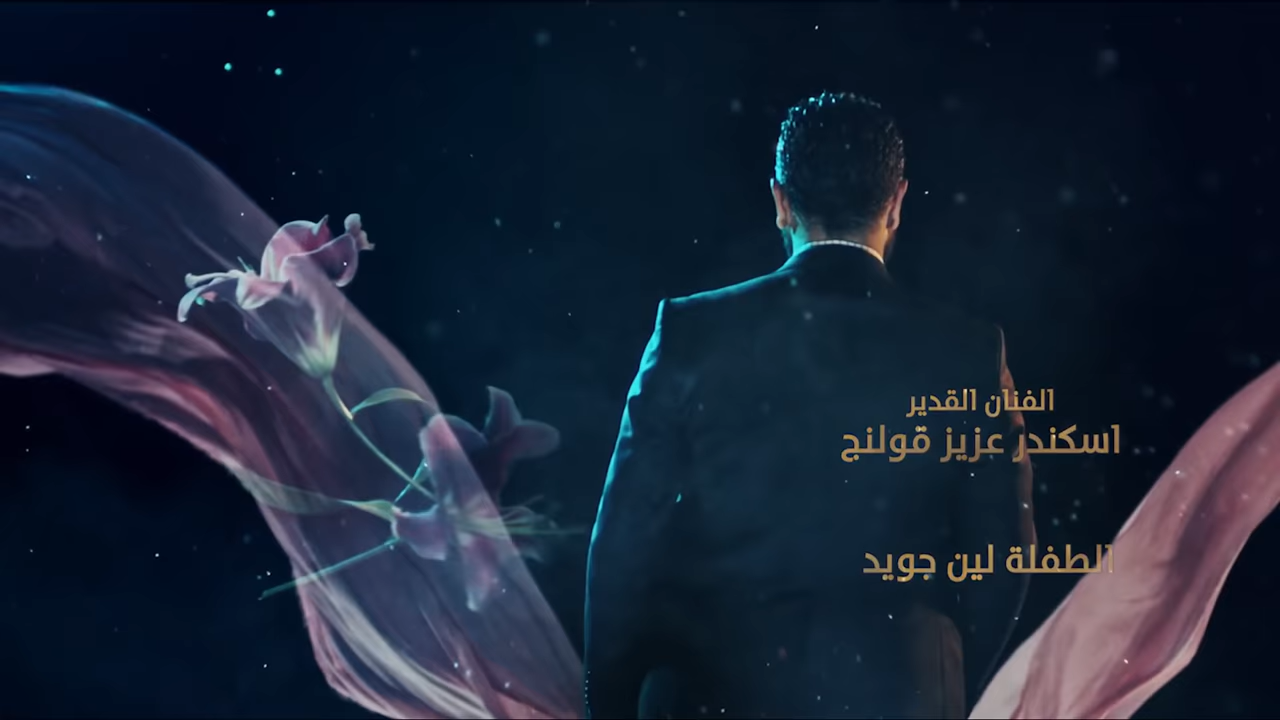 الفنان القدير
اسكندر عزيز قولنج
الطفلة لين جويد